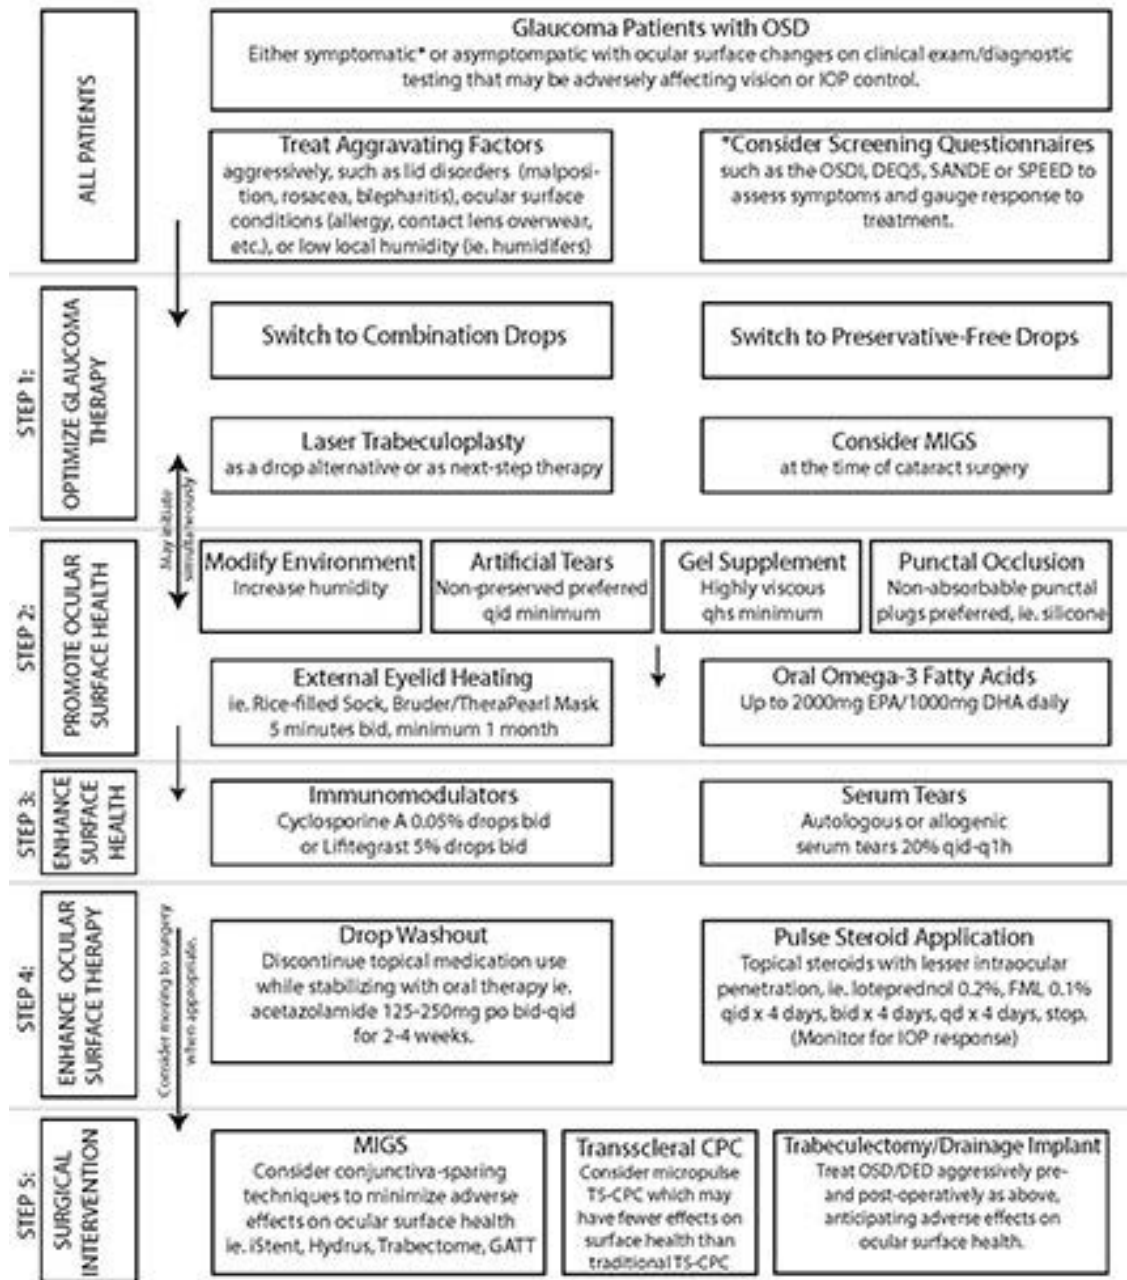 Glaucoma Patients with OSD
Either symptomatic* or asymptompatic with ocular surface changes on clinical exam/diagnostic
testing that may be adversely affecting vision or IOP control.
ALL PATIENTS
Treat Aggravating Factors
aggressively, such as lid disorders (malposi-
tion, rosacea, blepharitis), ocular surface
conditions (allergy, contact lens overwear,
etc.), or low local humidity (ie. humidifers)
*Consider Screening Questionnaires
such as the OSDI, DEQS, SANDE or SPEED to
assess symptoms and gauge response to
treatment.
STEP 1:
OPTIMIZE GLAUCOMA
THERAPY
Switch to Combination Drops
Switch to Preservative-Free Drops
Laser Trabeculoplasty
as a drop alternative or as next-step therapy
Consider MIGS
at the time of cataract surgery
May initiate
simultaneously
STEP 2:
PROMOTE OCULAR
SURFACE HEALTH
Modify Environment
Increase humidity
Artificial Tears
Non-preserved preferred
qid minimum
Gel Supplement
Highly viscous
qhs minimum
Punctal Occlusion
Non-absorbable punctal
plugs preferred, ie. silicone
External Eyelid Heating
ie. Rice-filled Sock, Bruder/TheraPearl Mask
5 minutes bid, minimum 1 month
Oral Omega-3 Fatty Acids
Up to 2000mg EPA/1000mg DHA daily
STEP 3:
ENHANCE
SURFACE
HEALTH
Immunomodulators
Cyclosporine A 0.05% drops bid
or Lifitegrast 5% drops bid
Serum Tears
Autologous or allogenic
serum tears 20% qid-q1h
STEP 4:
ENHANCE OCULAR
SURFACE THERAPY
Consider moving to surgery
when appropriate.
Drop Washout
Discontinue topical medication use
while stabilizing with oral therapy ie.
acetazolamide 125-250mg po bid-qid
for 2-4 weeks.
Pulse Steroid Application
Topical steroids with lesser intraocular
penetration, ie. loteprednol 0.2%, FML 0.1%
qid x 4 days, bid x 4 days, qd x 4 days, stop.
(Monitor for IOP response)
STEP 5:
SURGICAL
INTERVENTION
MIGS
Consider conjunctiva-sparing
techniques to minimize adverse
effects on ocular surface health
ie. iStent, Hydrus, Trabectome, GATT
Transscleral CPC
Consider micropulse
TS-CPC which may
have fewer effects on
surface health than
traditional TS-CPC
Trabeculectomy/Drainage Implant
Treat OSD/DED aggressively pre-
and post-operatively as above,
anticipating adverse effects on
ocular surface health.